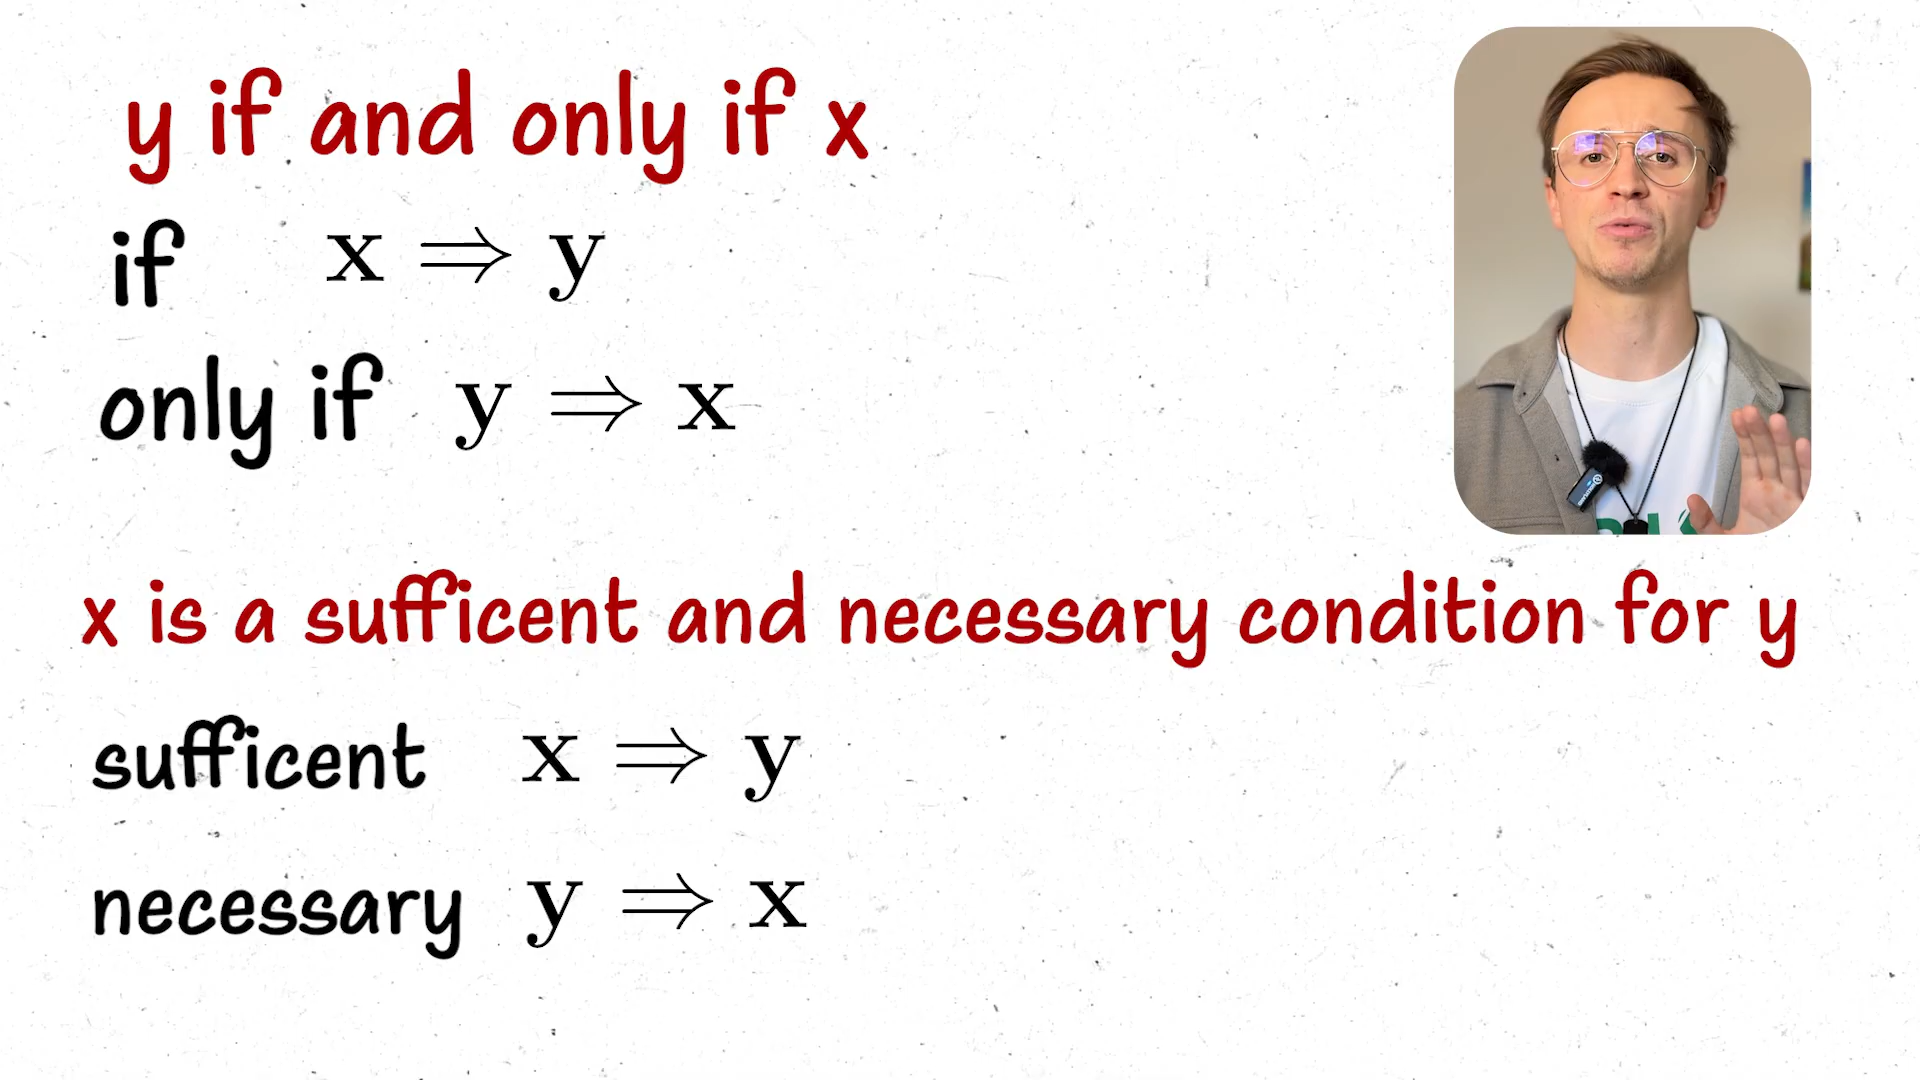 y if and only if x
if x ⇒ y
only if y ⇒ x
x is a sufficent and necessary condition for y
sufficent x ⇒ y
necessary y ⇒ x